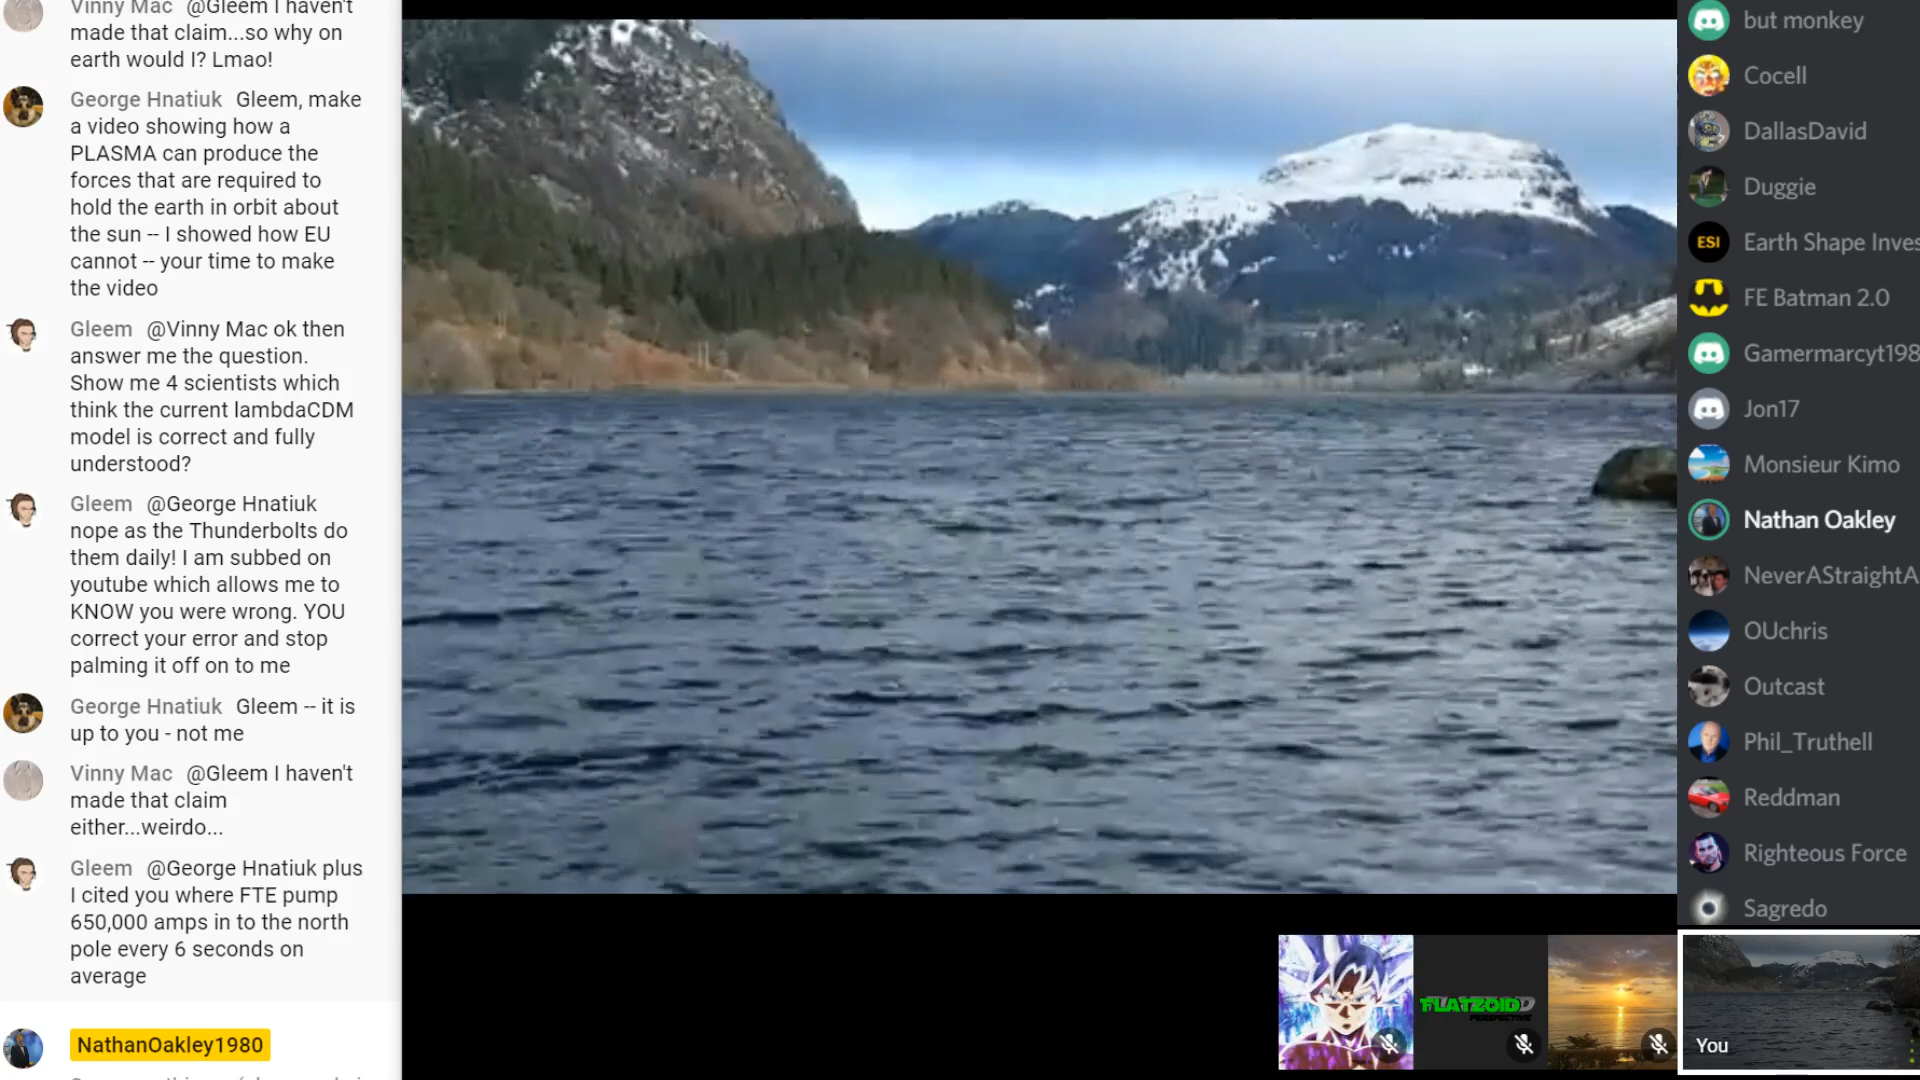 Vinny Mac @Gleem I haven't
made that claim...so why on
earth would I? Lmao!
George Hnatiuk Gleem, make
a video showing how a
PLASMA can produce the
forces that are required to
hold the earth in orbit about
the sun -- I showed how EU
cannot -- your time to make
the video
Gleem @Vinny Mac ok then
answer me the question.
Show me 4 scientists which
think the current lambdaCDM
model is correct and fully
understood?
Gleem @George Hnatiuk
nope as the Thunderbolts do
them daily! I am subbed on
youtube which allows me to
KNOW you were wrong. YOU
correct your error and stop
palming it off on to me
George Hnatiuk Gleem -- it is
up to you - not me
Vinny Mac @Gleem I haven't
made that claim
either...weirdo...
Gleem @George Hnatiuk plus
I cited you where FTE pump
650,000 amps in to the north
pole every 6 seconds on
average
NathanOakley1980
but monkey
Cocell
DallasDavid
Duggie
ESI
Earth Shape Inves
FE Batman 2.0
Gamermarcyt198
Jon17
Monsieur Kimo
Nathan Oakley
NeverAStraightA
OUchris
Outcast
Phil_Truthell
Reddman
Righteous Force
Sagredo
FLATZOID
PERSPECTIVE
You